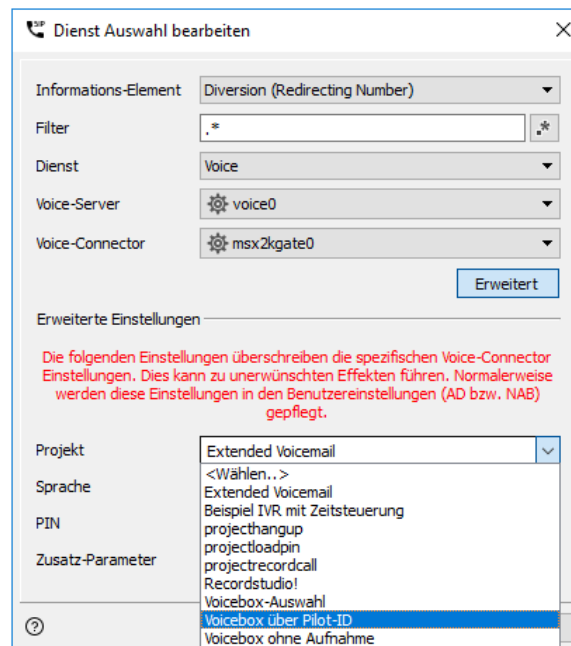 SIP Dienst Auswahl bearbeiten
Informations-Element Diversion (Redirecting Number)
Filter .* .*
Dienst Voice
Voice-Server voice0
Voice-Connector msx2kgate0
Erweitert
Erweiterte Einstellungen
Die folgenden Einstellungen überschreiben die spezifischen Voice-Connector
Einstellungen. Dies kann zu unerwünschten Effekten führen. Normalerweise
werden diese Einstellungen in den Benutzereinstellungen (AD bzw. NAB)
gepflegt.
Projekt Extended Voicemail
<Wählen..>
Sprache Extended Voicemail
Beispiel IVR mit Zeitsteuerung
PIN projecthangup
projectloadpin
Zusatz-Parameter projectrecordcall
Recordstudio!
Voicebox-Auswahl
Voicebox über Pilot-ID
Voicebox ohne Aufnahme